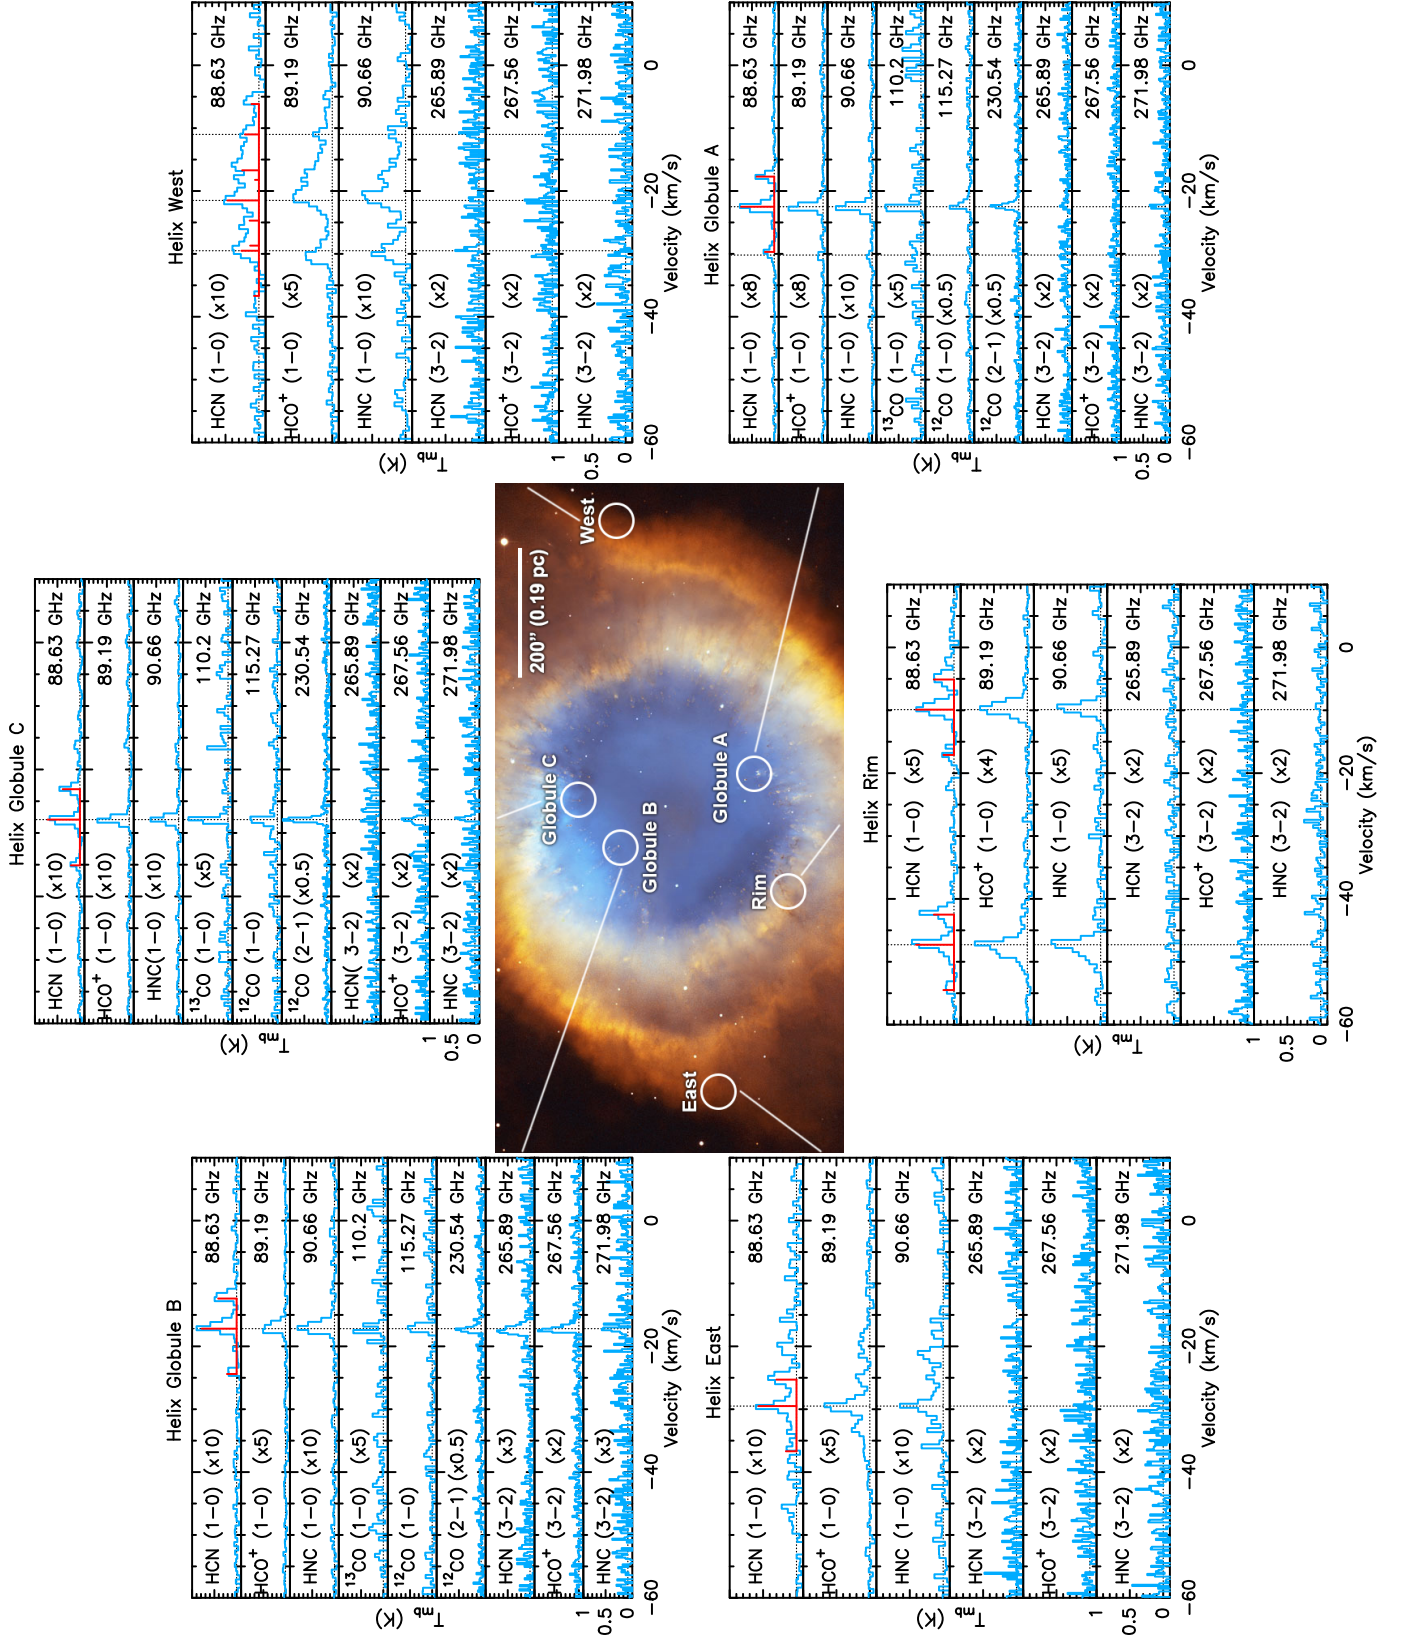 Helix Globule B
HCN (1−0) (x10) 88.63 GHz
HCO⁺ (1−0) (x5) 89.19 GHz
HNC (1−0) (x10) 90.66 GHz
¹³CO (1−0) (x5) 110.2 GHz
¹²CO (1−0) 115.27 GHz
¹²CO (2−1) (x0.5) 230.54 GHz
HCN (3−2) (x3) 265.89 GHz
HCO⁺ (3−2) (x2) 267.56 GHz
HNC (3−2) (x3) 271.98 GHz
T_mb (K)
1
0.5
0
−60 −40 −20 0
Velocity (km/s)
Helix Globule C
HCN (1−0) (x10) 88.63 GHz
HCO⁺ (1−0) (x10) 89.19 GHz
HNC(1−0) (x10) 90.66 GHz
¹³CO (1−0) (x5) 110.2 GHz
¹²CO (1−0) 115.27 GHz
¹²CO (2−1) (x0.5) 230.54 GHz
HCN( 3−2) (x2) 265.89 GHz
HCO⁺ (3−2) (x2) 267.56 GHz
HNC (3−2) (x2) 271.98 GHz
T_mb (K)
1
0.5
0
Helix West
HCN (1−0) (x10) 88.63 GHz
HCO⁺ (1−0) (x5) 89.19 GHz
HNC (1−0) (x10) 90.66 GHz
HCN (3−2) (x2) 265.89 GHz
HCO⁺ (3−2) (x2) 267.56 GHz
HNC (3−2) (x2) 271.98 GHz
T_mb (K)
1
0.5
0
−60 −40 −20 0
Velocity (km/s)
200” (0.19 pc)
West
Globule C
Globule B
East
Globule A
Rim
Helix East
HCN (1−0) (x10) 88.63 GHz
HCO⁺ (1−0) (x5) 89.19 GHz
HNC (1−0) (x10) 90.66 GHz
HCN (3−2) (x2) 265.89 GHz
HCO⁺ (3−2) (x2) 267.56 GHz
HNC (3−2) (x2) 271.98 GHz
T_mb (K)
1
0.5
0
−60 −40 −20 0
Velocity (km/s)
Helix Rim
HCN (1−0) (x5) 88.63 GHz
HCO⁺ (1−0) (x4) 89.19 GHz
HNC (1−0) (x5) 90.66 GHz
HCN (3−2) (x2) 265.89 GHz
HCO⁺ (3−2) (x2) 267.56 GHz
HNC (3−2) (x2) 271.98 GHz
T_mb (K)
1
0.5
0
−60 −40 −20 0
Velocity (km/s)
Helix Globule A
HCN (1−0) (x8) 88.63 GHz
HCO⁺ (1−0) (x8) 89.19 GHz
HNC (1−0) (x10) 90.66 GHz
¹³CO (1−0) (x5) 110.2 GHz
¹²CO (1−0) (x0.5) 115.27 GHz
¹²CO (2−1) (x0.5) 230.54 GHz
HCN (3−2) (x2) 265.89 GHz
HCO⁺ (3−2) (x2) 267.56 GHz
HNC (3−2) (x2) 271.98 GHz
T_mb (K)
1
0.5
0
−60 −40 −20 0
Velocity (km/s)